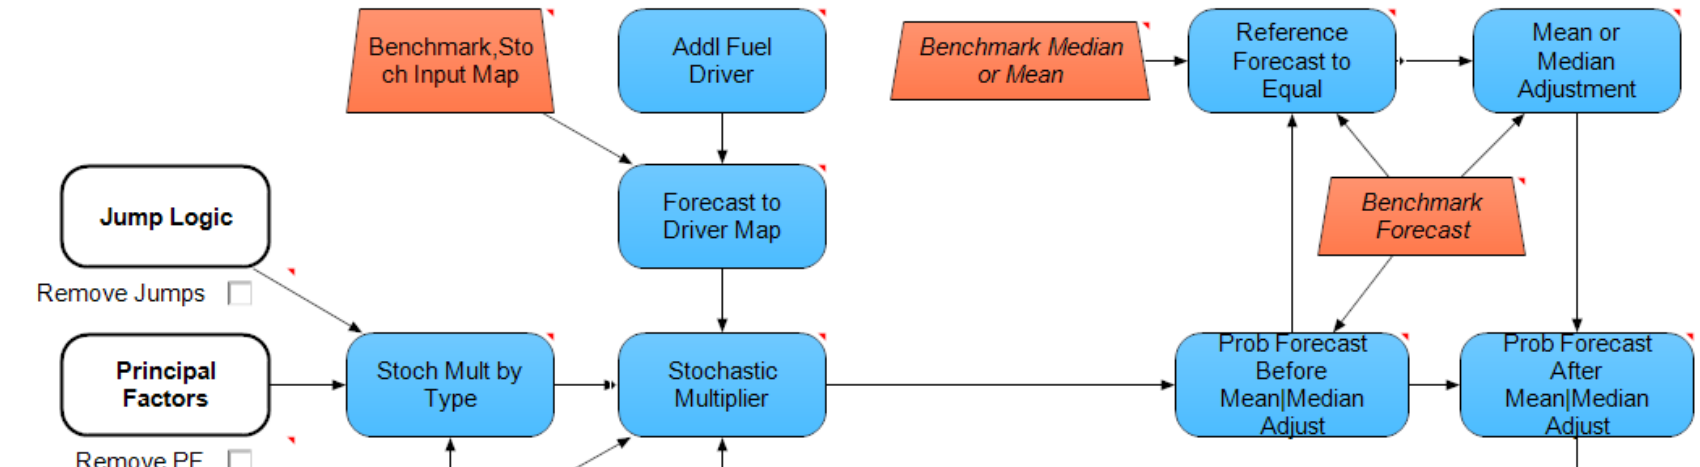 Benchmark,Sto
ch Input Map
Addl Fuel
Driver
Benchmark Median
or Mean
Reference
Forecast to
Equal
Mean or
Median
Adjustment
Jump Logic
Remove Jumps
Forecast to
Driver Map
Benchmark
Forecast
Principal
Factors
Stoch Mult by
Type
Stochastic
Multiplier
Prob Forecast
Before
Mean|Median
Adjust
Prob Forecast
After
Mean|Median
Adjust
Remove PF